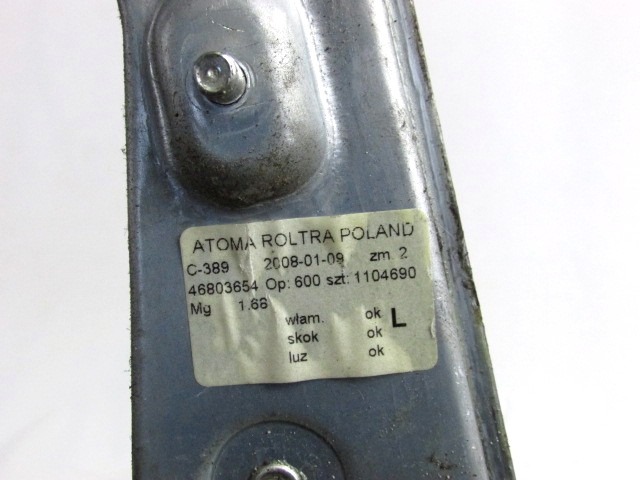 ATOMA ROLTRA POLAND
C-389 2008-01-09 zm. 2
46803654 Op: 600 szt: 1104690
Mg 1.68
włam. ok L
skok ok
luz ok